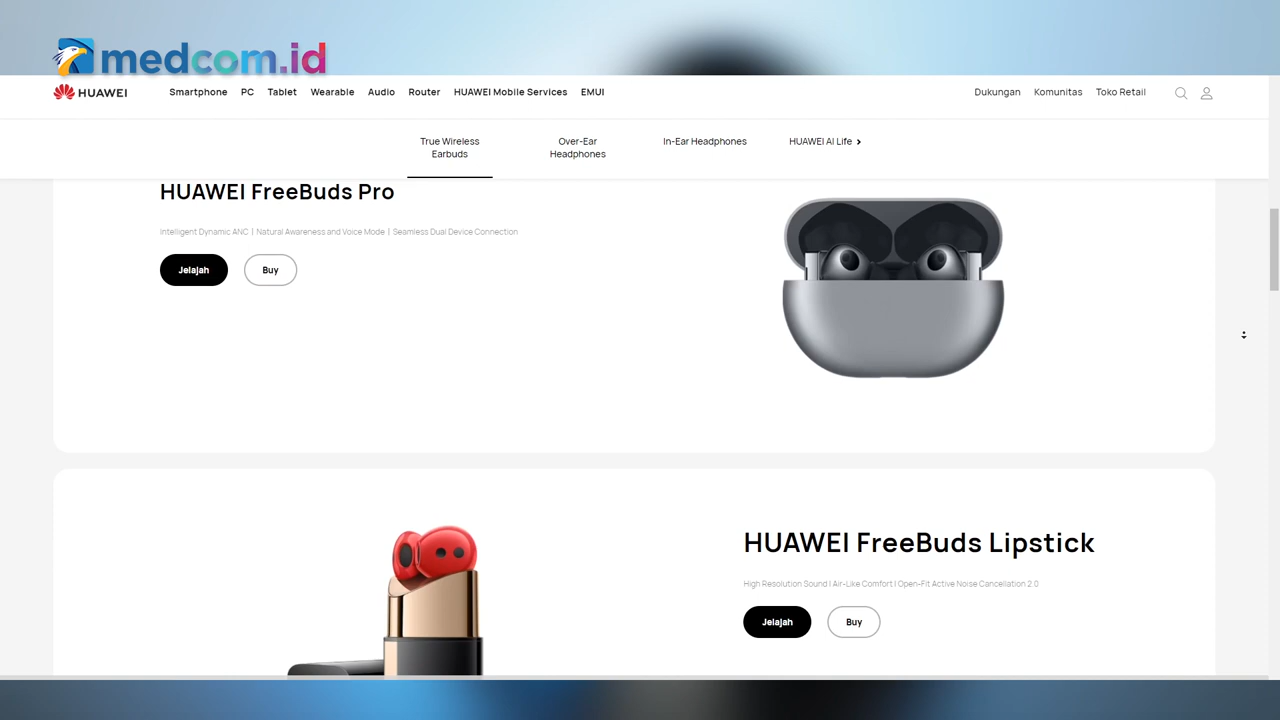 medcom.id
HUAWEI
Smartphone PC Tablet Wearable Audio Router HUAWEI Mobile Services EMUI Dukungan Komunitas Toko Retail
True Wireless Earbuds
Over-Ear Headphones
In-Ear Headphones
HUAWEI AI Life
HUAWEI FreeBuds Pro
Intelligent Dynamic ANC | Natural Awareness and Voice Mode | Seamless Dual Device Connection
Jelajah Buy
HUAWEI FreeBuds Lipstick
High Resolution Sound | Air-Like Comfort | Open-Fit Active Noise Cancellation 2.0
Jelajah Buy